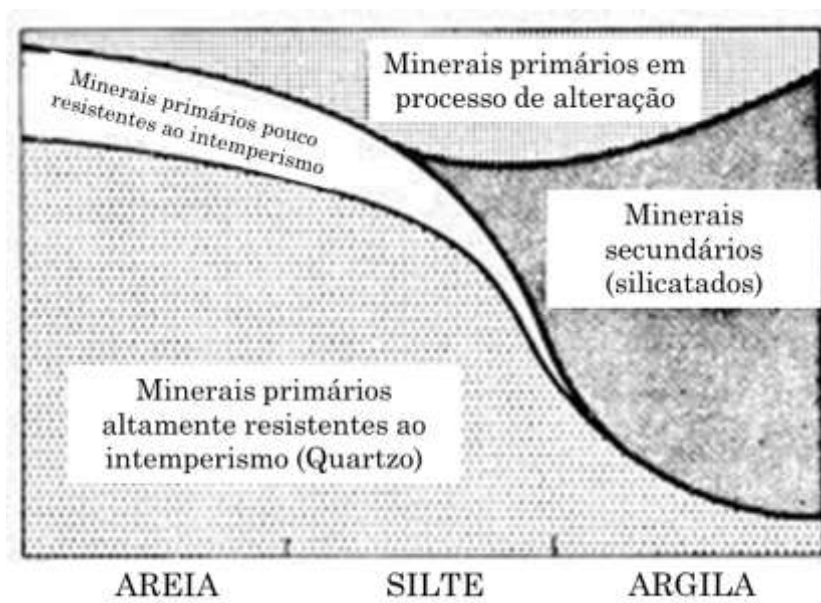 Minerais primários em
processo de alteração
Minerais primários pouco
resistentes ao intemperismo
Minerais
secundários
(silicatados)
Minerais primários
altamente resistentes ao
intemperismo (Quartzo)
AREIA SILTE ARGILA